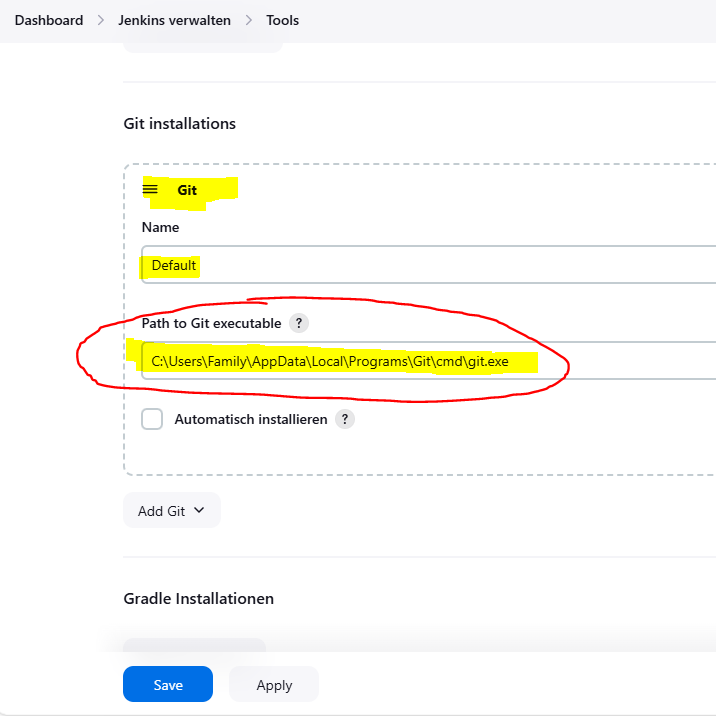 Dashboard > Jenkins verwalten > Tools
Git installations
Git
Name
Default
Path to Git executable ?
C:\Users\Family\AppData\Local\Programs\Git\cmd\git.exe
Automatisch installieren ?
Add Git
Gradle Installationen
Save Apply